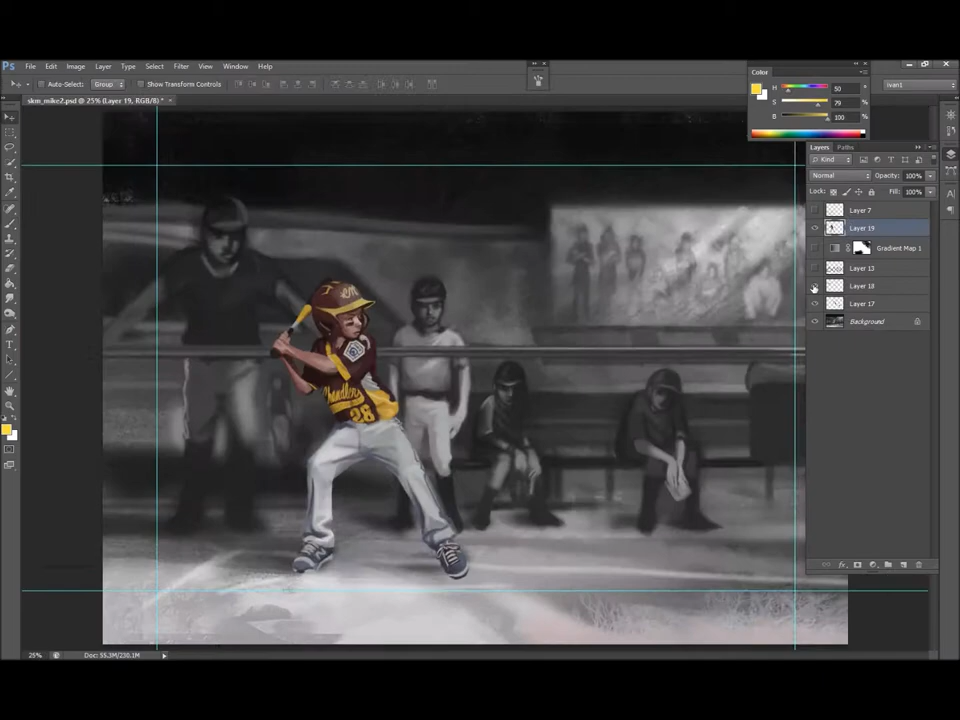 Ps File Edit Image Layer Type Select Filter View Window Help
Auto-Select: Group Show Transform Controls
skm_mike2.psd @ 25% (Layer 19, RGB/8) *
Color
H 50 °
S 79 %
B 100 %
ivan1
Layers Paths
Kind
Normal Opacity: 100%
Lock: Fill: 100%
Layer 7
Layer 19
Gradient Map 1
Layer 13
Layer 18
Layer 17
Background
Chandler
28
25% Doc: 55.3M/230.1M